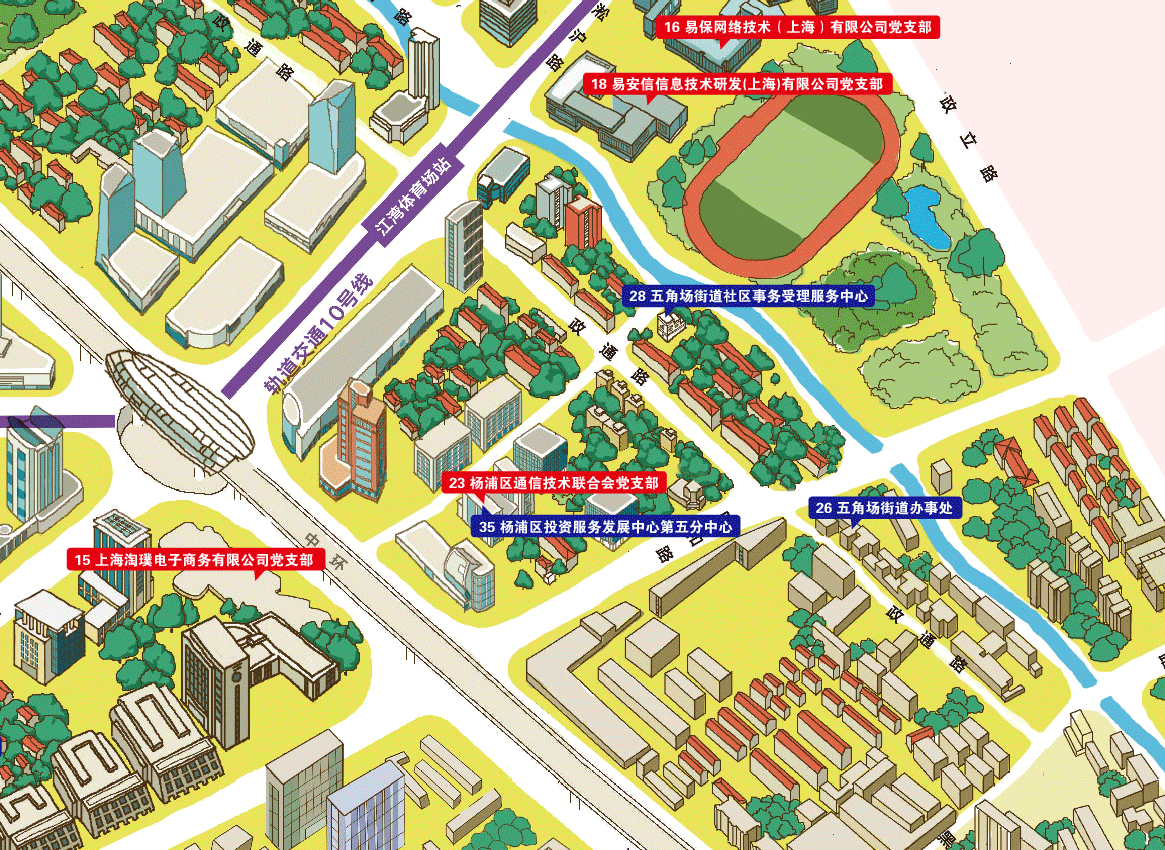 16 易保网络技术（上海）有限公司党支部
淞沪路
政通路
路
18 易安信信息技术研发(上海)有限公司党支部
政立路
江湾体育场站
轨道交通10号线
28 五角场街道社区事务受理服务中心
政通路
23 杨浦区通信技术联合会党支部
35 杨浦区投资服务发展中心第五分中心
26 五角场街道办事处
路
中环
15 上海淘璞电子商务有限公司党支部
政通路